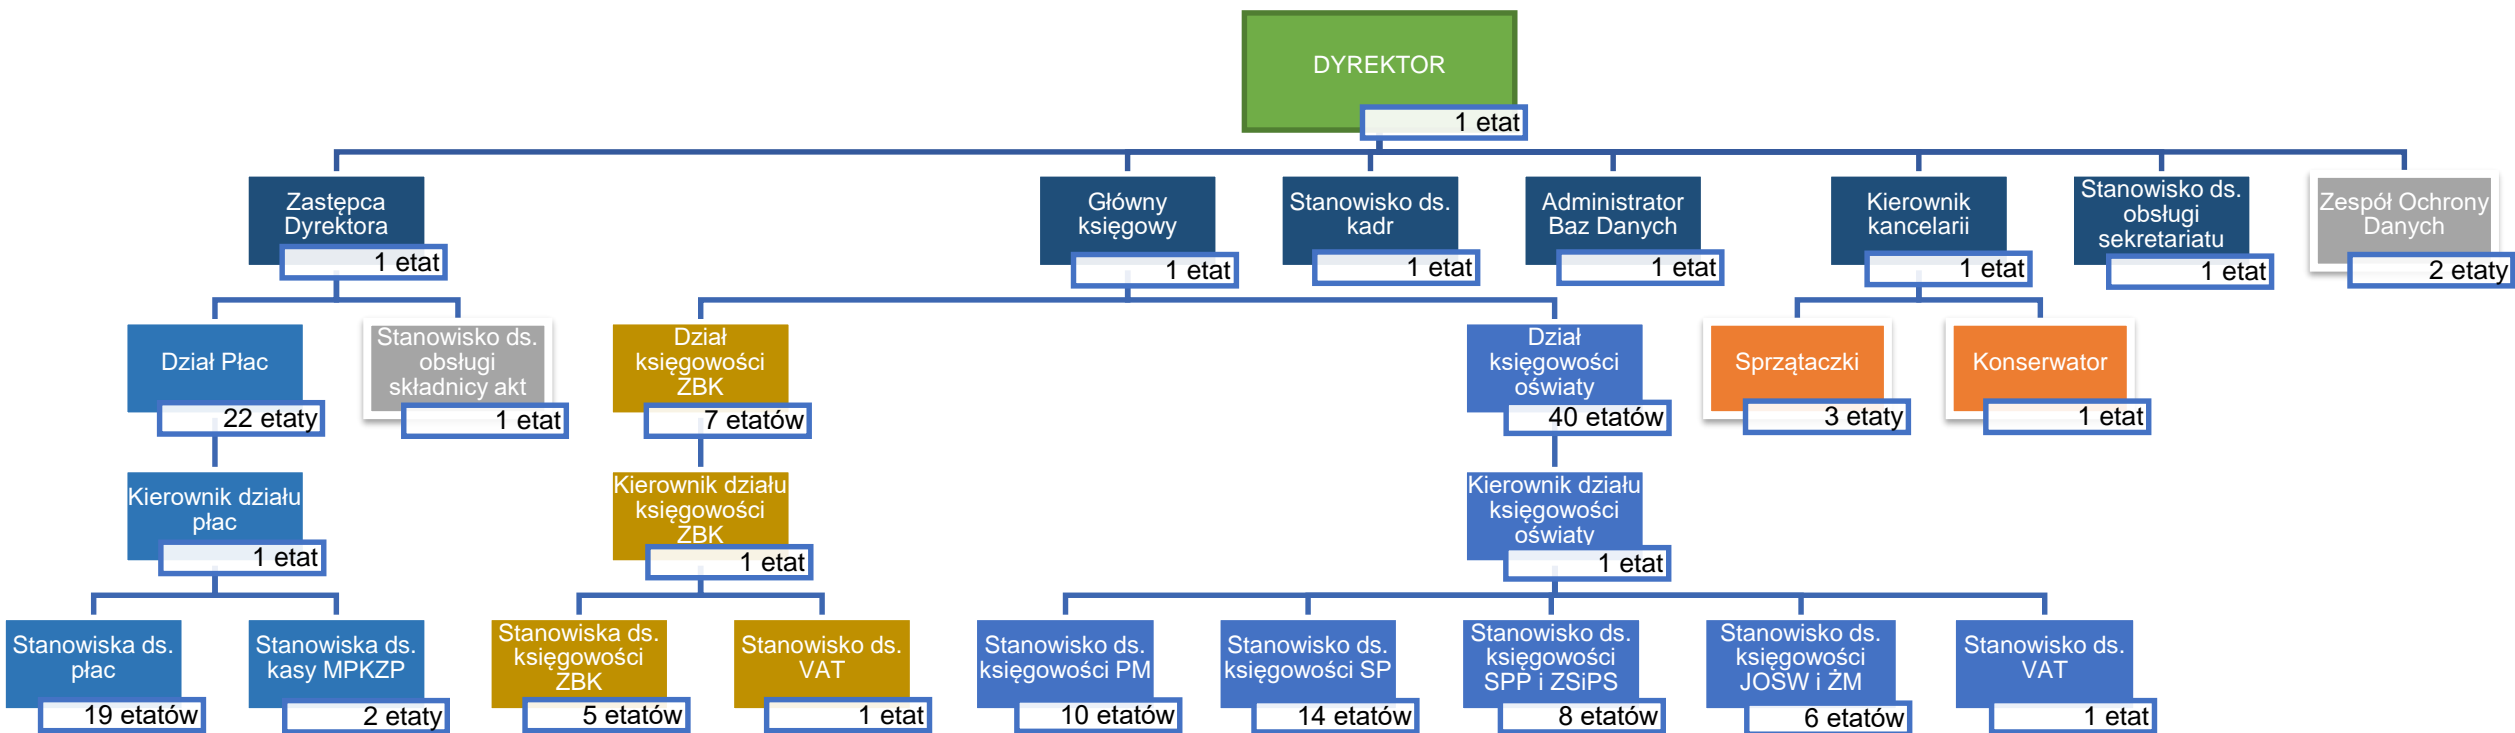 DYREKTOR
1 etat
Zastępca
Dyrektora
1 etat
Główny
księgowy
1 etat
Stanowisko ds.
kadr
1 etat
Administrator
Baz Danych
1 etat
Kierownik
kancelarii
1 etat
Stanowisko ds.
obsługi
sekretariatu
1 etat
Zespół Ochrony
Danych
2 etaty
Dział Płac
22 etaty
Stanowisko ds.
obsługi
składnicy akt
1 etat
Dział
księgowości
ZBK
7 etatów
Dział
księgowości
oświaty
40 etatów
Sprzątaczki
3 etaty
Konserwator
1 etat
Kierownik działu
płac
1 etat
Kierownik działu
księgowości
ZBK
1 etat
Kierownik działu
księgowości
oświaty
1 etat
Stanowiska ds.
płac
19 etatów
Stanowiska ds.
kasy MPKZP
2 etaty
Stanowiska ds.
księgowości
ZBK
5 etatów
Stanowisko ds.
VAT
1 etat
Stanowisko ds.
księgowości PM
10 etatów
Stanowisko ds.
księgowości SP
14 etatów
Stanowisko ds.
księgowości
SPP i ZSiPS
8 etatów
Stanowisko ds.
księgowości
JOSW i ŻM
6 etatów
Stanowisko ds.
VAT
1 etat